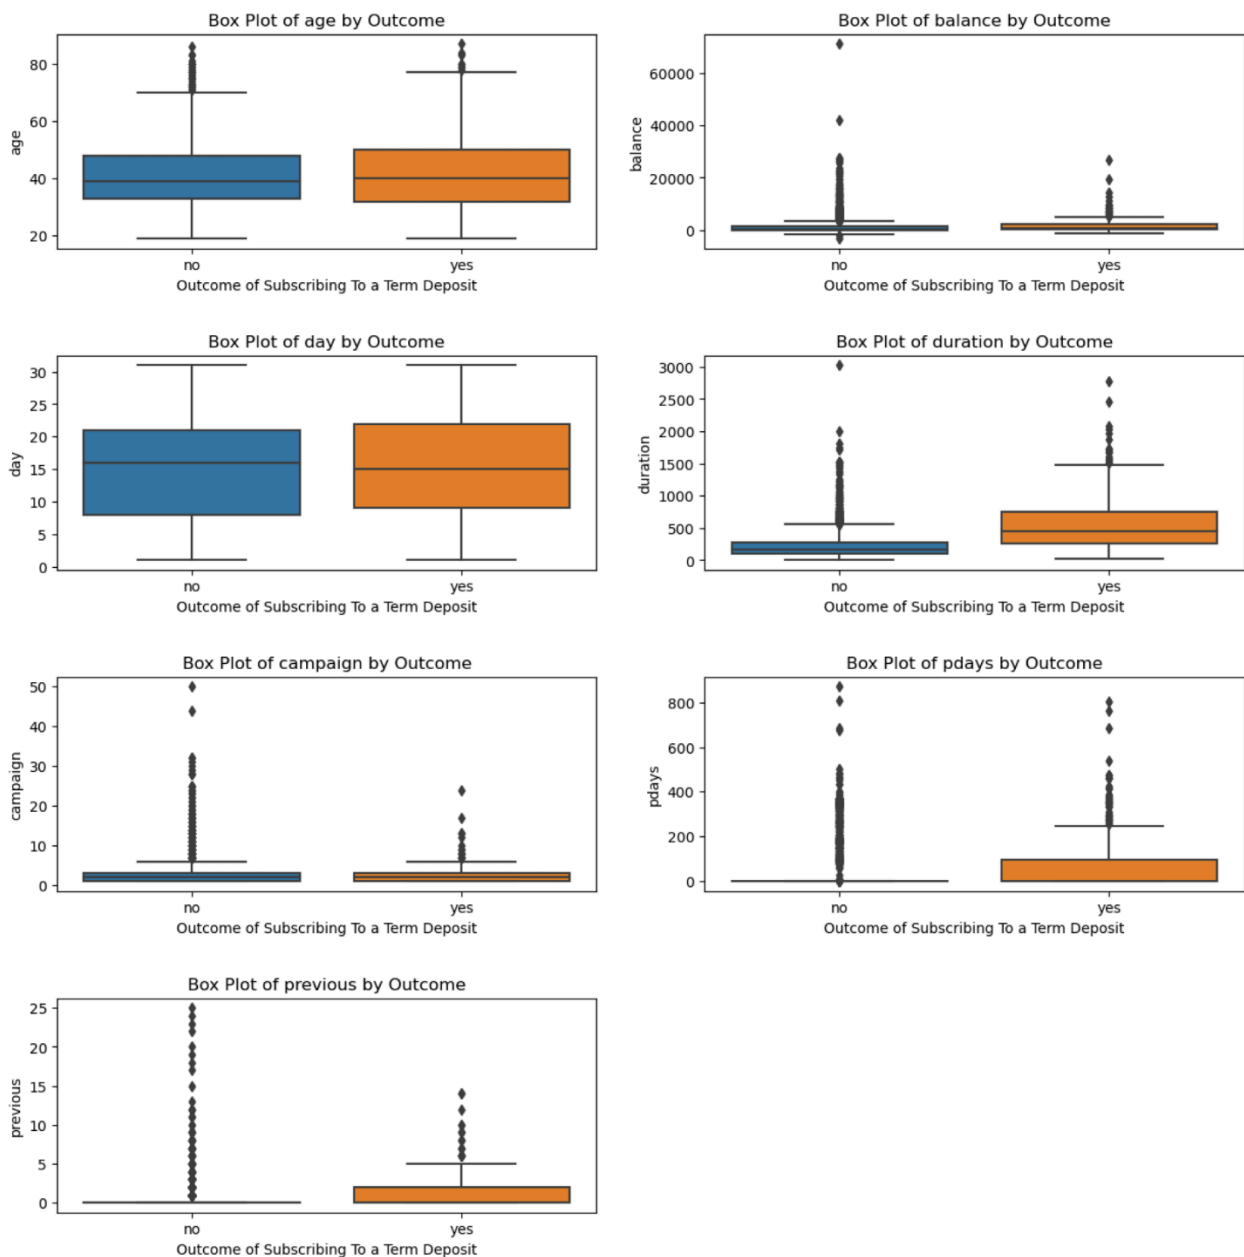 Box Plot of age by Outcome
80
60
40
20
age
no
yes
Outcome of Subscribing To a Term Deposit
Box Plot of balance by Outcome
60000
40000
20000
0
balance
no
yes
Outcome of Subscribing To a Term Deposit
Box Plot of day by Outcome
30
25
20
15
10
5
0
day
no
yes
Outcome of Subscribing To a Term Deposit
Box Plot of duration by Outcome
3000
2500
2000
1500
1000
500
0
duration
no
yes
Outcome of Subscribing To a Term Deposit
Box Plot of campaign by Outcome
50
40
30
20
10
0
campaign
no
yes
Outcome of Subscribing To a Term Deposit
Box Plot of pdays by Outcome
800
600
400
200
0
pdays
no
yes
Outcome of Subscribing To a Term Deposit
Box Plot of previous by Outcome
25
20
15
10
5
0
previous
no
yes
Outcome of Subscribing To a Term Deposit